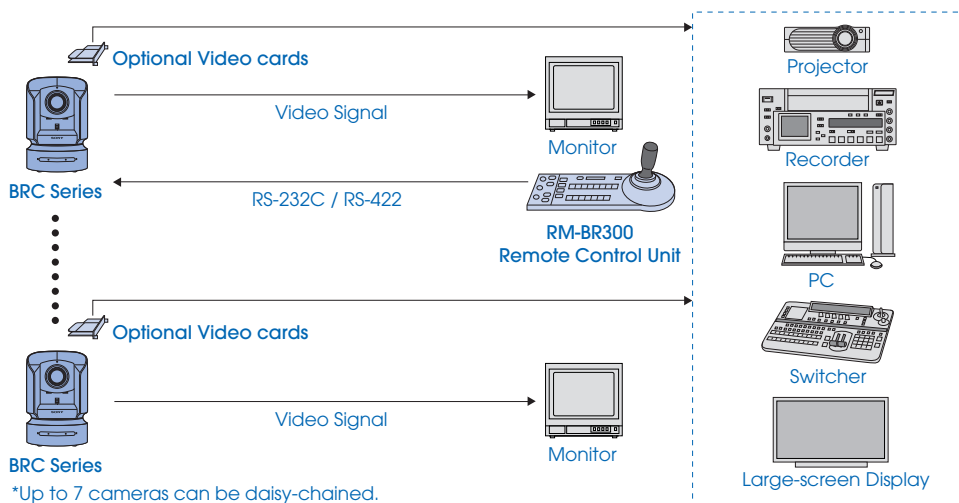 Optional Video cards
Video Signal
Monitor
BRC Series
RS-232C / RS-422
RM-BR300
Remote Control Unit
Optional Video cards
Video Signal
Monitor
BRC Series
*Up to 7 cameras can be daisy-chained.
Projector
Recorder
PC
Switcher
Large-screen Display